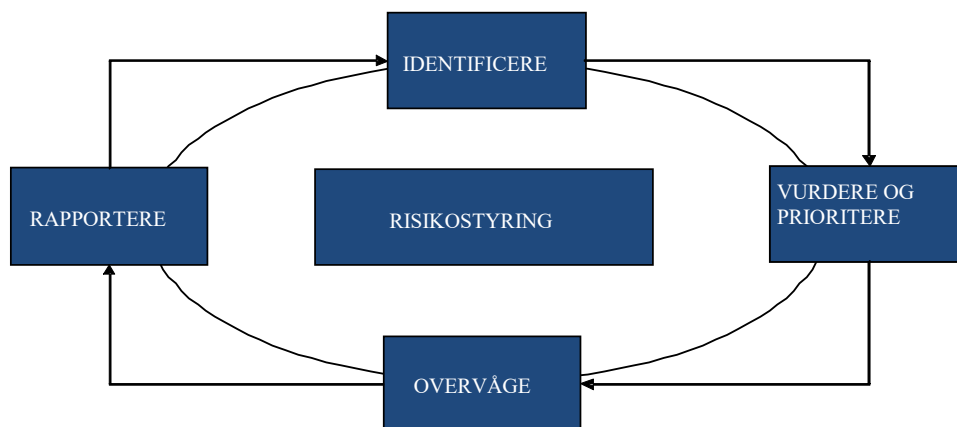 IDENTIFICERE
VURDERE OG
PRIORITERE
RAPPORTERE
RISIKOSTYRING
OVERVÅGE